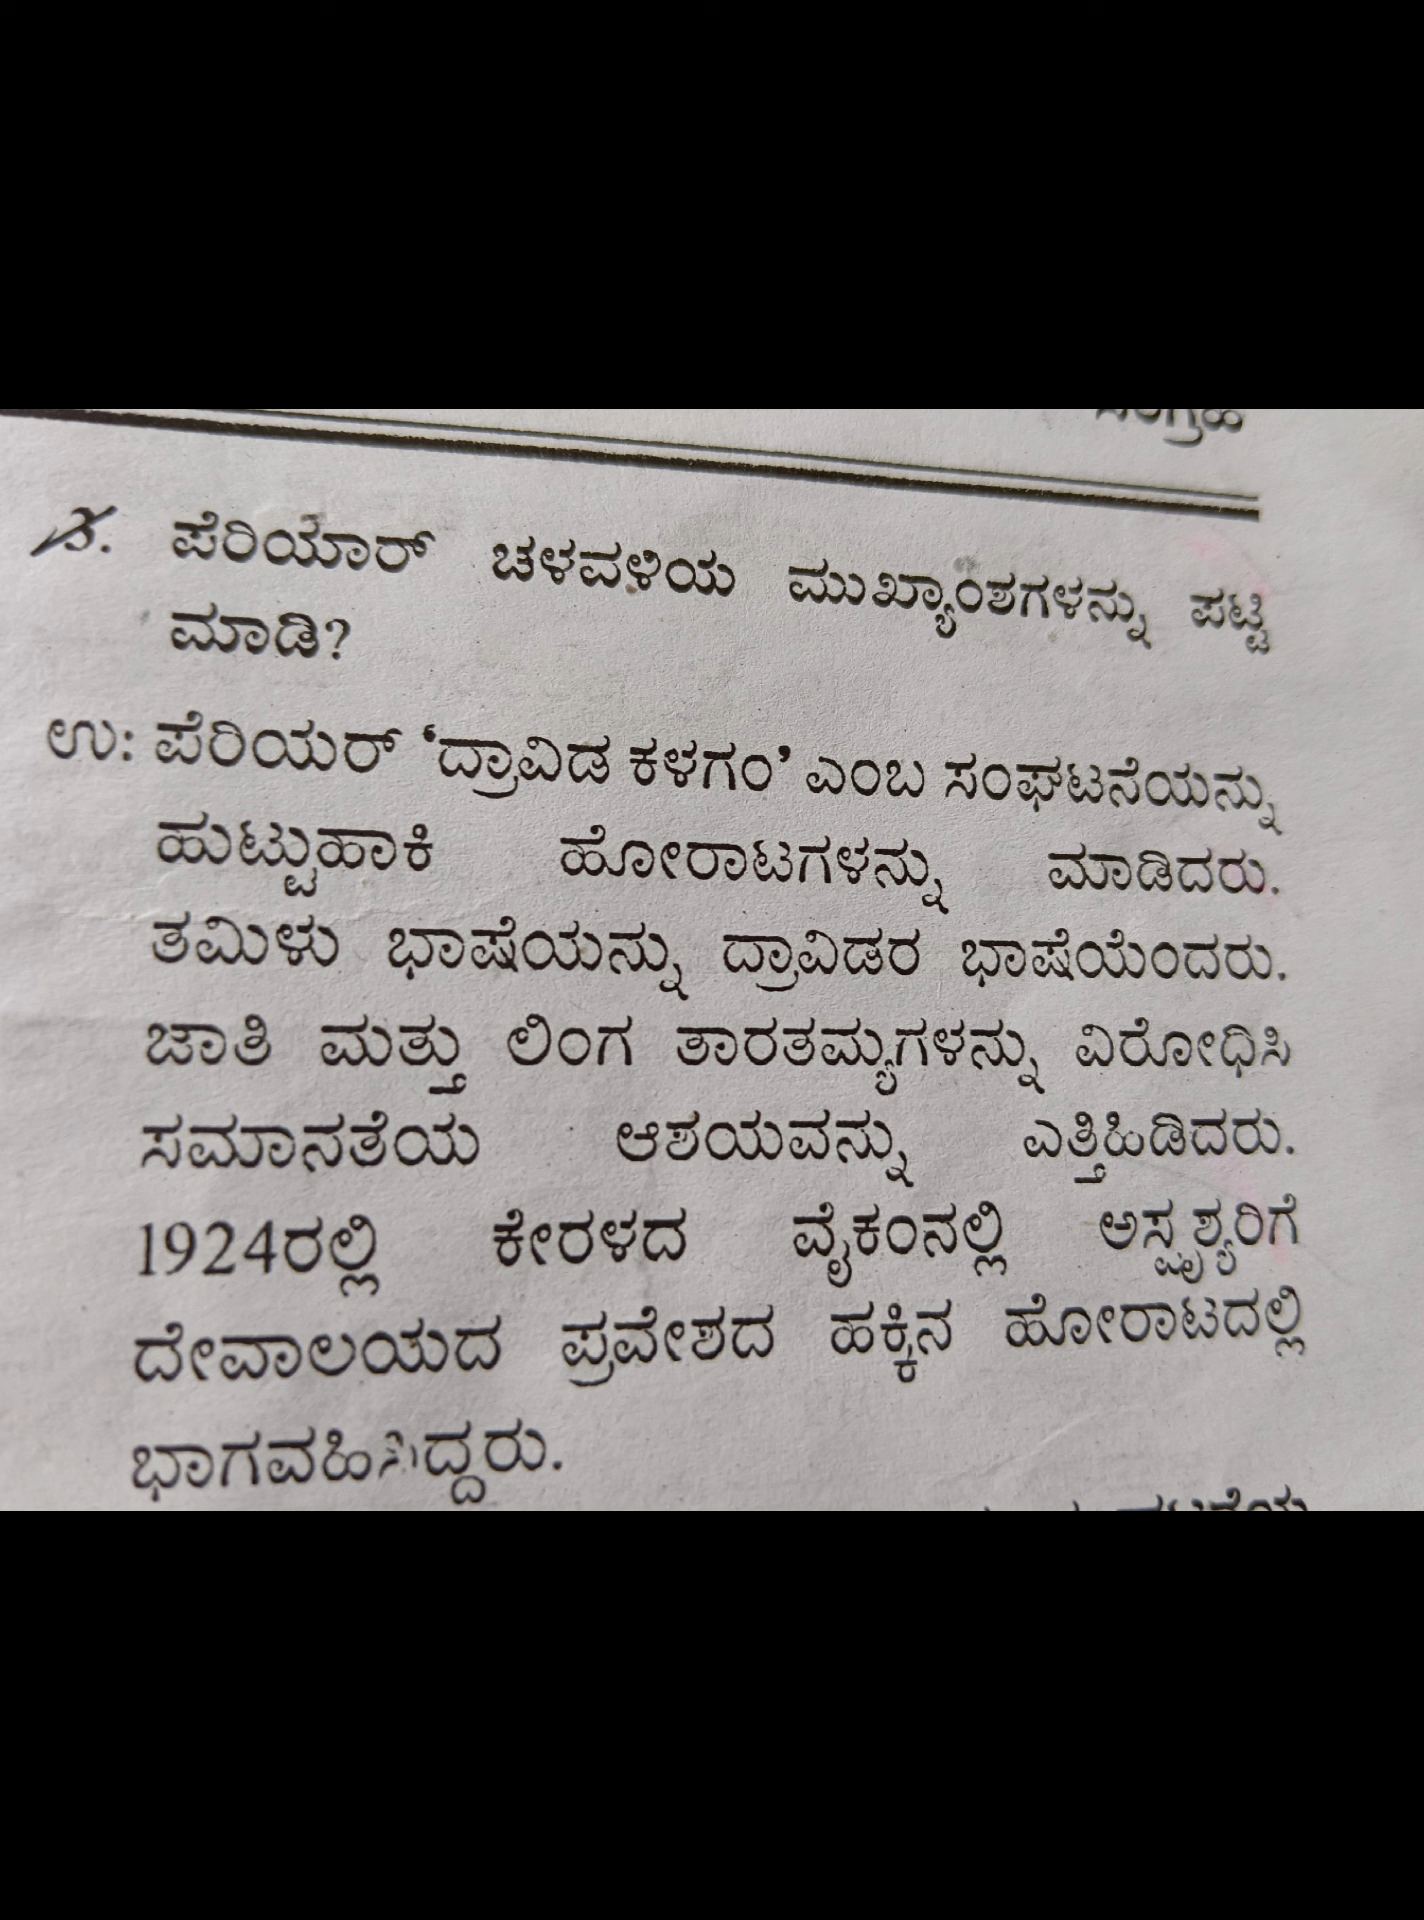 ಪೆರಿಯಾರ್ ಚಳವಳಿಯ ಮುಖ್ಯಾಂಶಗಳನ್ನು ಪಟ್ಟಿ
ಮಾಡಿ?
ಉ: ಪೆರಿಯರ್ ‘ದ್ರಾವಿಡ ಕಳಗಂ’ ಎಂಬ ಸಂಘಟನೆಯನ್ನು
ಹುಟ್ಟುಹಾಕಿ ಹೋರಾಟಗಳನ್ನು ಮಾಡಿದರು.
ತಮಿಳು ಭಾಷೆಯನ್ನು ದ್ರಾವಿಡರ ಭಾಷೆಯೆಂದರು.
ಜಾತಿ ಮತ್ತು ಲಿಂಗ ತಾರತಮ್ಯಗಳನ್ನು ವಿರೋಧಿಸಿ
ಸಮಾನತೆಯ ಆಶಯವನ್ನು ಎತ್ತಿಹಿಡಿದರು.
1924ರಲ್ಲಿ ಕೇರಳದ ವೈಕಂನಲ್ಲಿ ಅಸ್ಪೃಶ್ಯರಿಗೆ
ದೇವಾಲಯದ ಪ್ರವೇಶದ ಹಕ್ಕಿನ ಹೋರಾಟದಲ್ಲಿ
ಭಾಗವಹಿಸಿದ್ದರು.